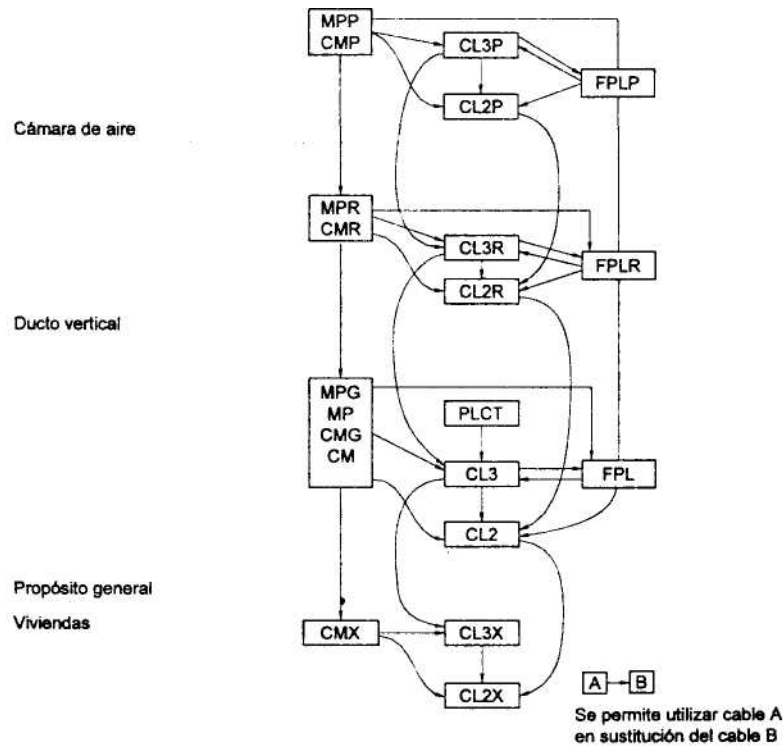 MPP
CMP
CL3P
FPLP
CL2P
Cámara de aire
MPR
CMR
CL3R
FPLR
CL2R
Ducto vertical
MPG
MP
CMG
CM
PLCT
CL3
FPL
CL2
Propósito general
Viviendas
CMX
CL3X
CL2X
A
B
Se permite utilizar cable A
en sustitución del cable B